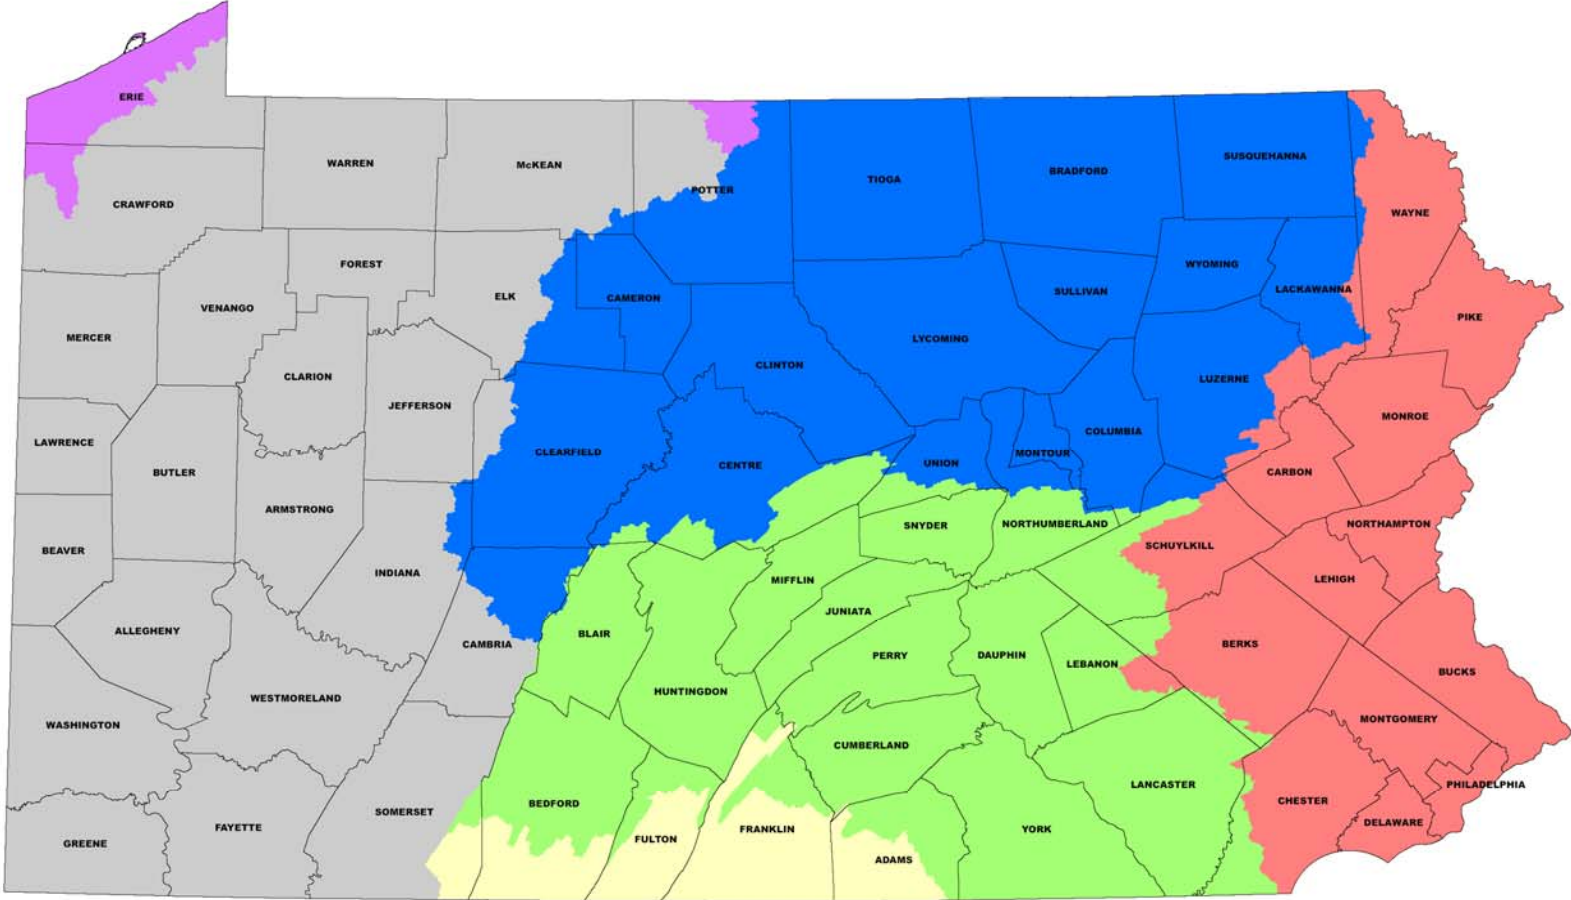 ERIE
WARREN
McKEAN
POTTER
TIOGA
BRADFORD
SUSQUEHANNA
WAYNE
CRAWFORD
FOREST
ELK
CAMERON
SULLIVAN
WYOMING
LACKAWANNA
PIKE
VENANGO
MERCER
LYCOMING
CLINTON
LUZERNE
CLARION
JEFFERSON
MONROE
LAWRENCE
BUTLER
CLEARFIELD
CENTRE
UNION
MONTOUR
COLUMBIA
CARBON
ARMSTRONG
SNYDER
NORTHUMBERLAND
NORTHAMPTON
SCHUYLKILL
BEAVER
INDIANA
MIFFLIN
LEHIGH
JUNIATA
ALLEGHENY
CAMBRIA
BLAIR
PERRY
DAUPHIN
LEBANON
BERKS
BUCKS
WESTMORELAND
HUNTINGDON
WASHINGTON
CUMBERLAND
MONTGOMERY
LANCASTER
PHILADELPHIA
SOMERSET
BEDFORD
CHESTER
DELAWARE
GREENE
FAYETTE
FULTON
FRANKLIN
YORK
ADAMS